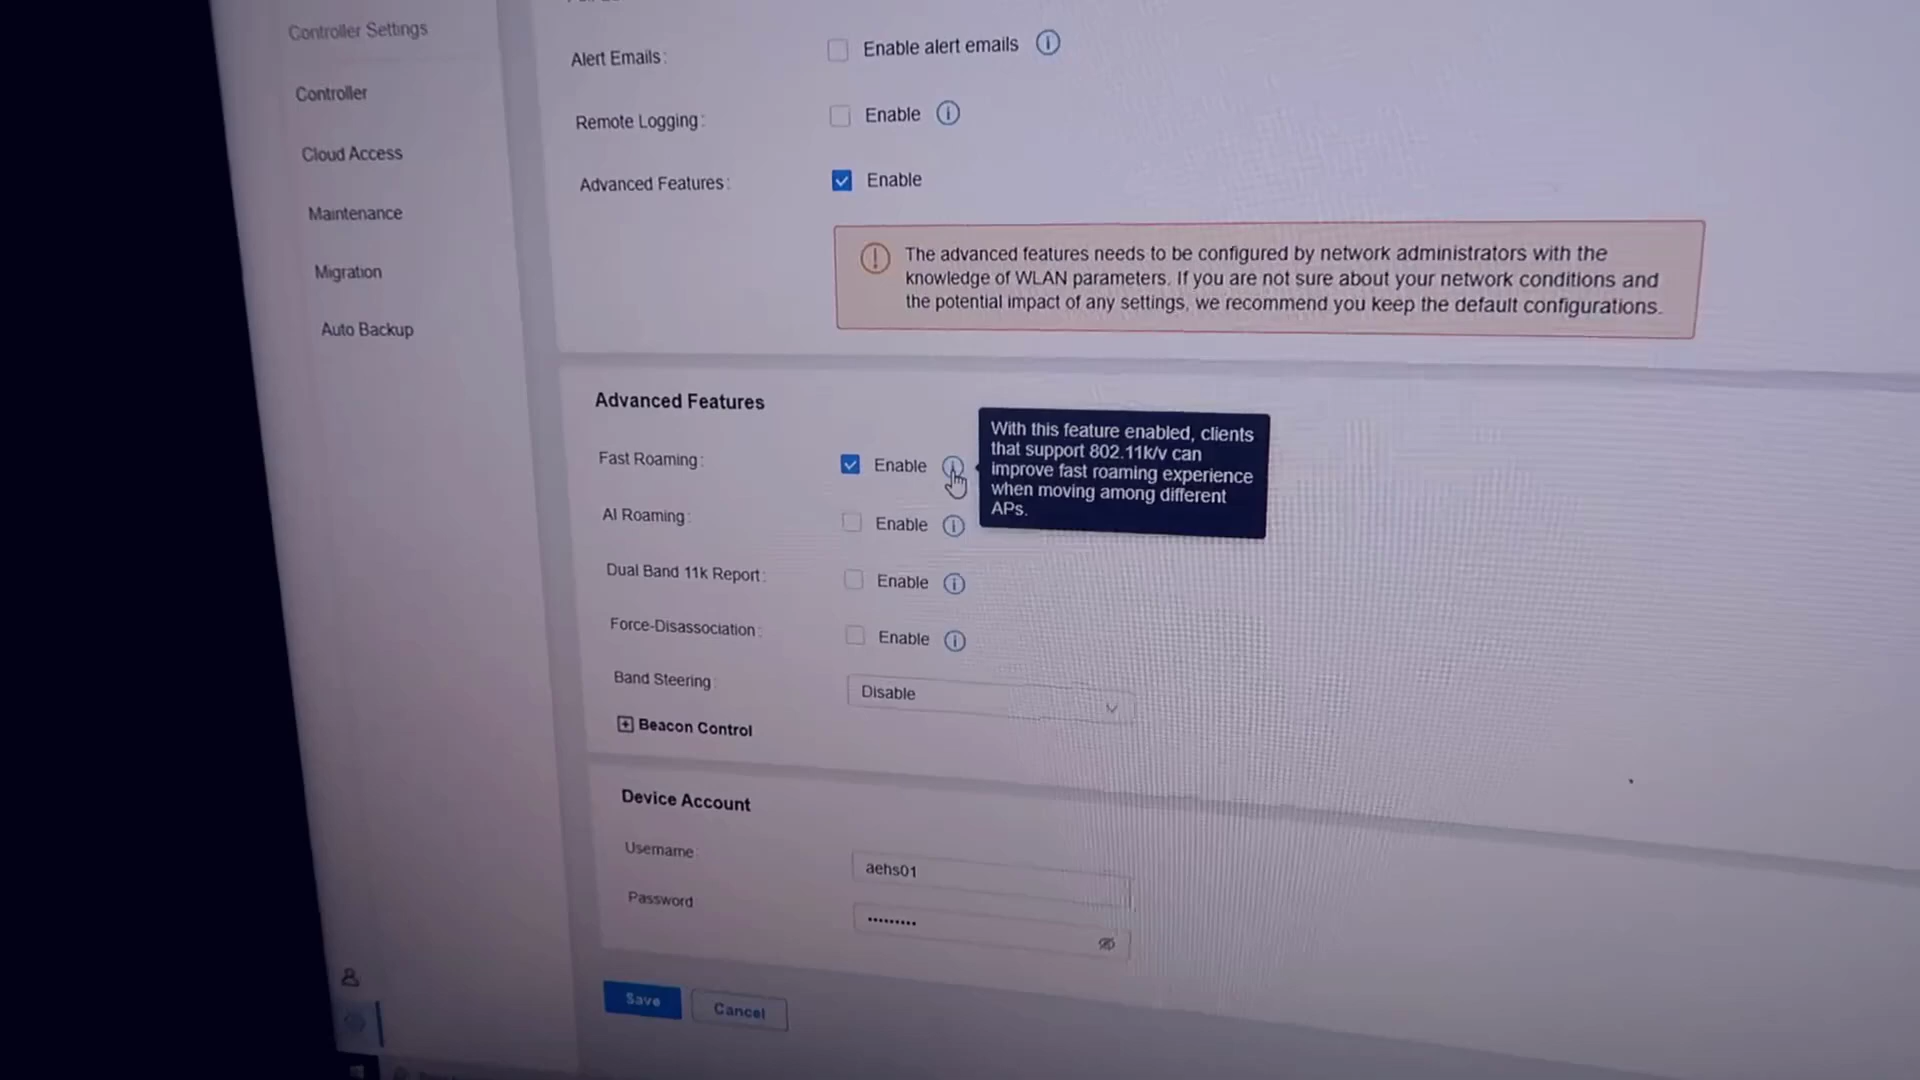 Controller Settings
Controller
Cloud Access
Maintenance
Migration
Auto Backup
Alert Emails:
Enable alert emails
Remote Logging:
Enable
Advanced Features:
Enable
The advanced features needs to be configured by network administrators with the
knowledge of WLAN parameters. If you are not sure about your network conditions and
the potential impact of any settings, we recommend you keep the default configurations.
Advanced Features
Fast Roaming:
Enable
With this feature enabled, clients
that support 802.11k/v can
improve fast roaming experience
when moving among different
APs.
AI Roaming:
Enable
Dual Band 11k Report:
Enable
Force-Disassociation:
Enable
Band Steering:
Disable
Beacon Control
Device Account
Username:
aehs01
Password
•••••••••
Save
Cancel